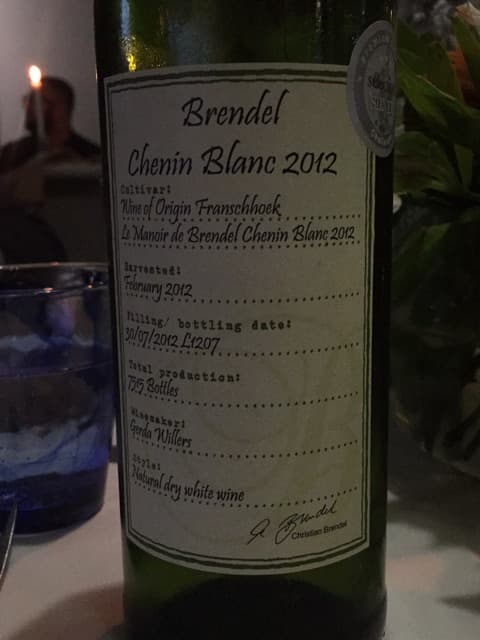 Brendel
Chenin Blanc 2012
Cultivar:
Wine of Origin Franschhoek
Le Manoir de Brendel Chenin Blanc 2012
Harvested:
February 2012
Filling/ bottling date:
30/07/2012 L1207
Total production:
7515 Bottles
Winemaker:
Gerda Willers
Style:
Natural dry white wine
Christian Brendel